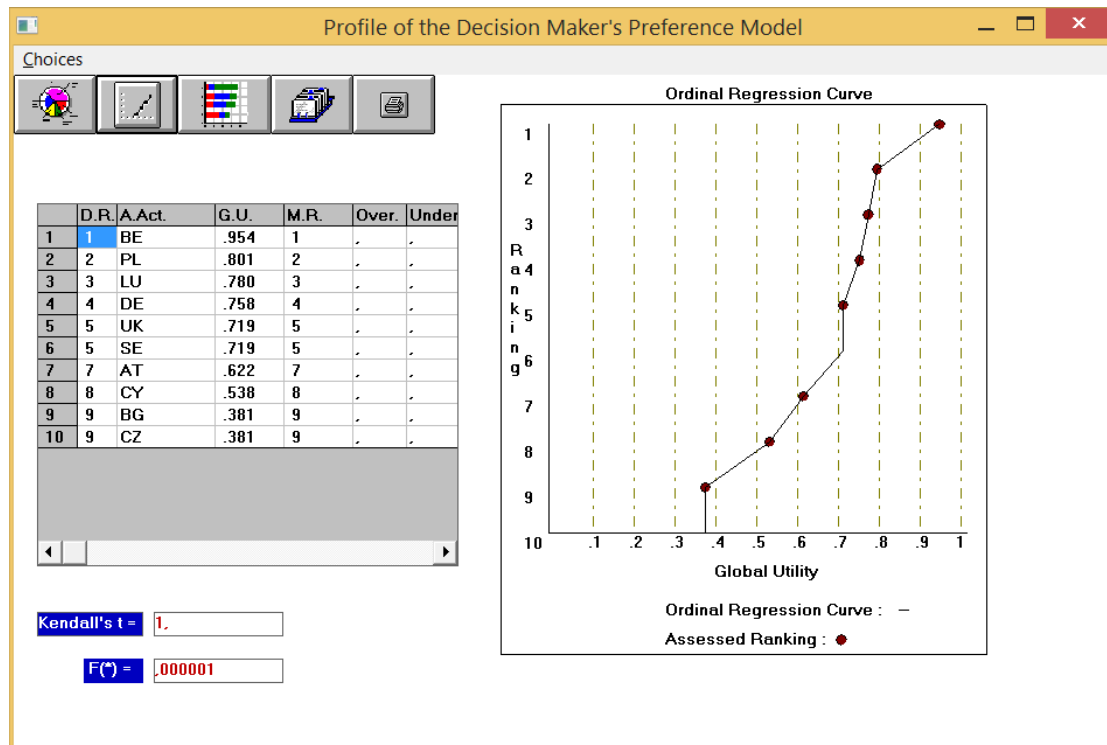 Profile of the Decision Maker's Preference Model
Choices
D.R. A.Act. G.U. M.R. Over. Under
1 1 BE .954 1 , ,
2 2 PL .801 2 , ,
3 3 LU .780 3 , ,
4 4 DE .758 4 , ,
5 5 UK .719 5 , ,
6 5 SE .719 5 , ,
7 7 AT .622 7 , ,
8 8 CY .538 8 , ,
9 9 BG .381 9 , ,
10 9 CZ .381 9 , ,
Kendall's t = 1,
F(*) = ,000001
Ordinal Regression Curve
Ranking
1
2
3
4
5
6
7
8
9
10 .1 .2 .3 .4 .5 .6 .7 .8 .9 1
Global Utility
Ordinal Regression Curve : –
Assessed Ranking :